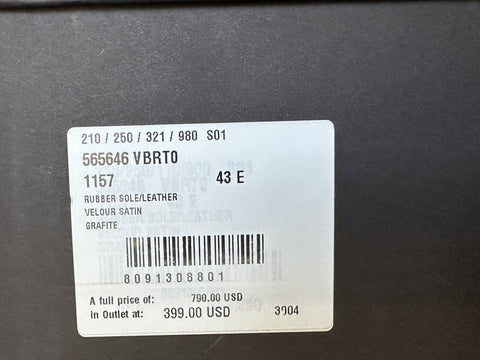 210 / 250 / 321 / 980 S01
565646 VBRT0
1157 43 E
RUBBER SOLE/LEATHER
VELOUR SATIN
GRAFITE
8091308801
A full price of: 790.00 USD
in Outlet at: 399.00 USD 3904